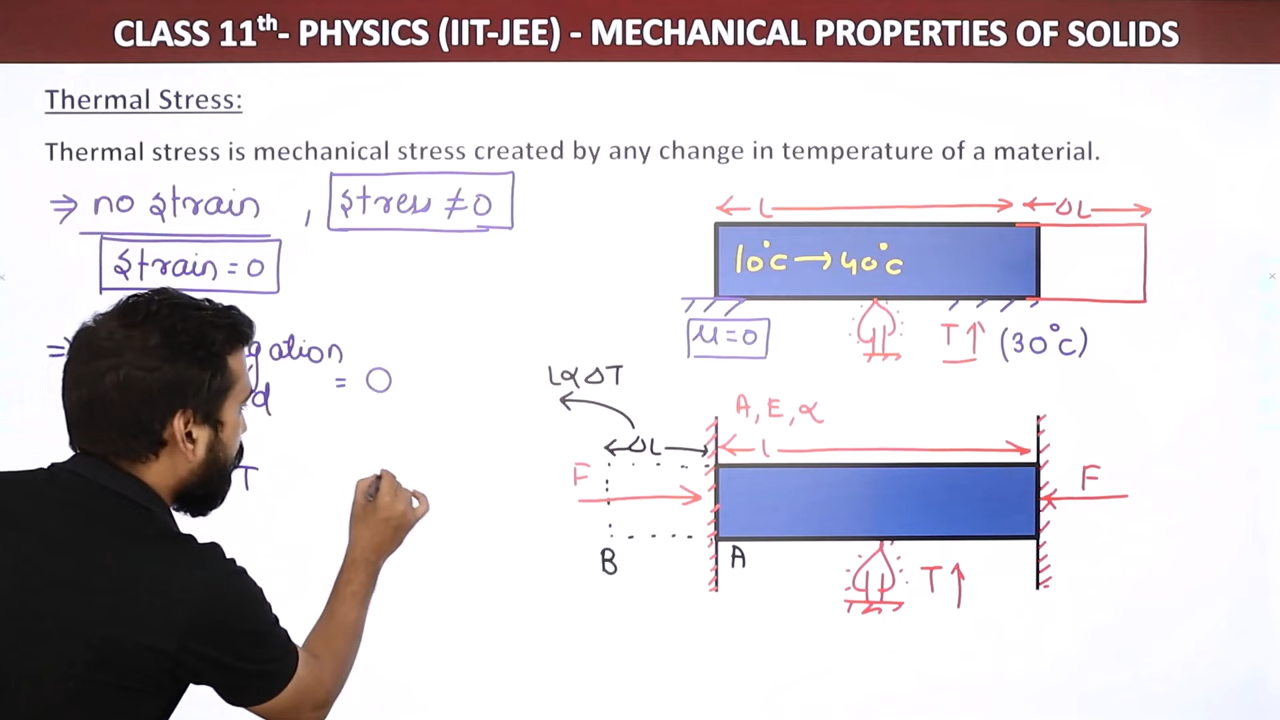 CLASS 11th- PHYSICS (IIT-JEE) - MECHANICAL PROPERTIES OF SOLIDS
Thermal Stress:
Thermal stress is mechanical stress created by any change in temperature of a material.
⇒ no strain , stress ≠ 0
strain = 0
⇒
gation
d = 0
T
L ΔL
10°C → 40°C
μ = 0
T↑ (30°C)
LαΔT
A, E, α
ΔL L
F F
B A
T↑